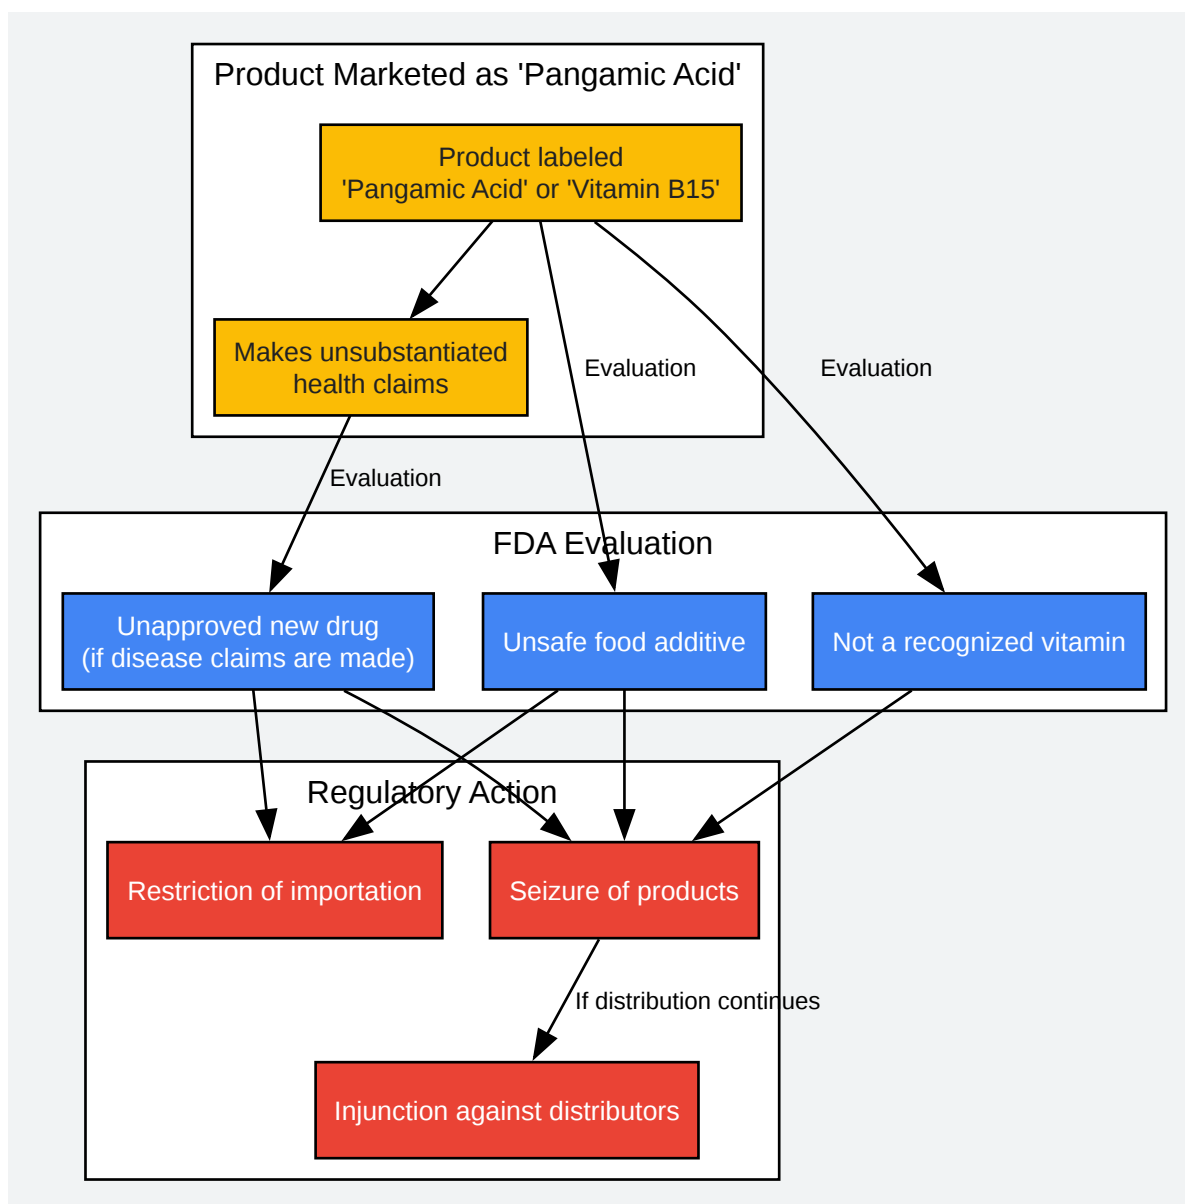 Product Marketed as 'Pangamic Acid'
Product labeled
'Pangamic Acid' or 'Vitamin B15'
Makes unsubstantiated
health claims
Evaluation
Evaluation
Evaluation
FDA Evaluation
Unapproved new drug
(if disease claims are made)
Unsafe food additive
Not a recognized vitamin
Regulatory Action
Restriction of importation
Seizure of products
If distribution continues
Injunction against distributors